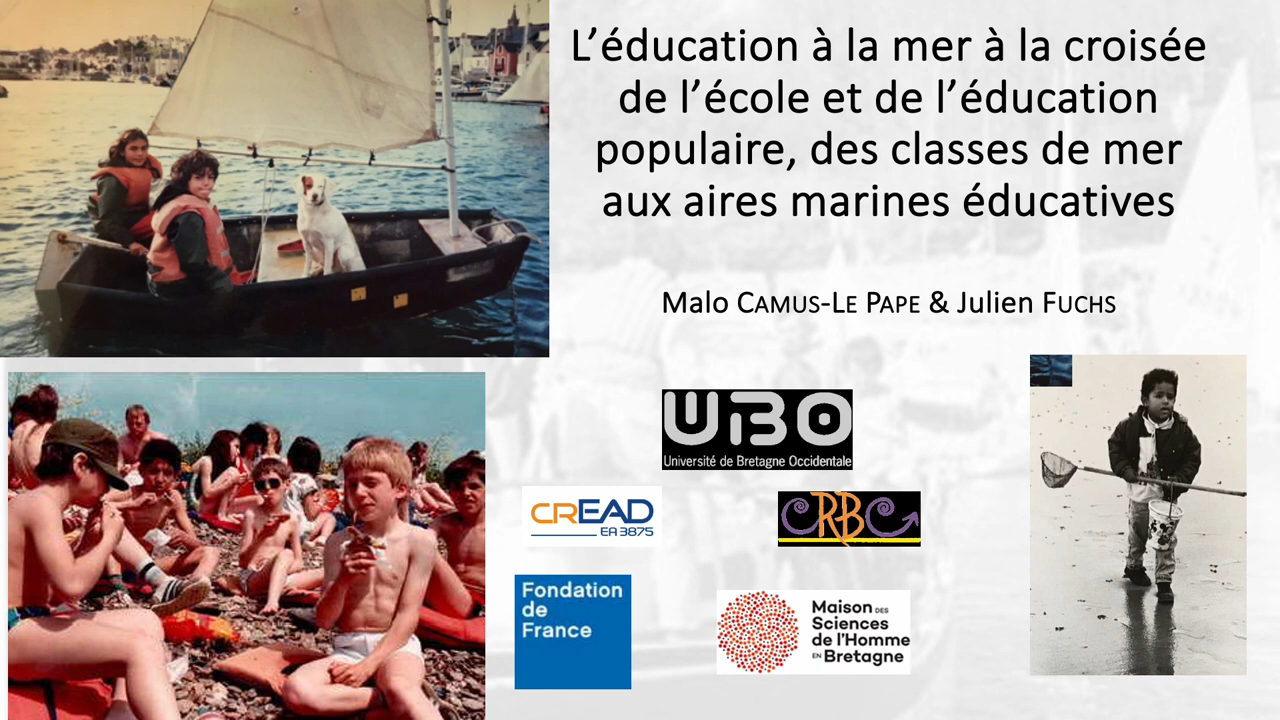 L'éducation à la mer à la croisée
de l'école et de l'éducation
populaire, des classes de mer
aux aires marines éducatives
Malo CAMUS-LE PAPE & Julien FUCHS
UBO
Université de Bretagne Occidentale
CREAD
EA 3875
CRBC
Fondation
de
France
Maison DES
Sciences
de l'Homme
EN Bretagne